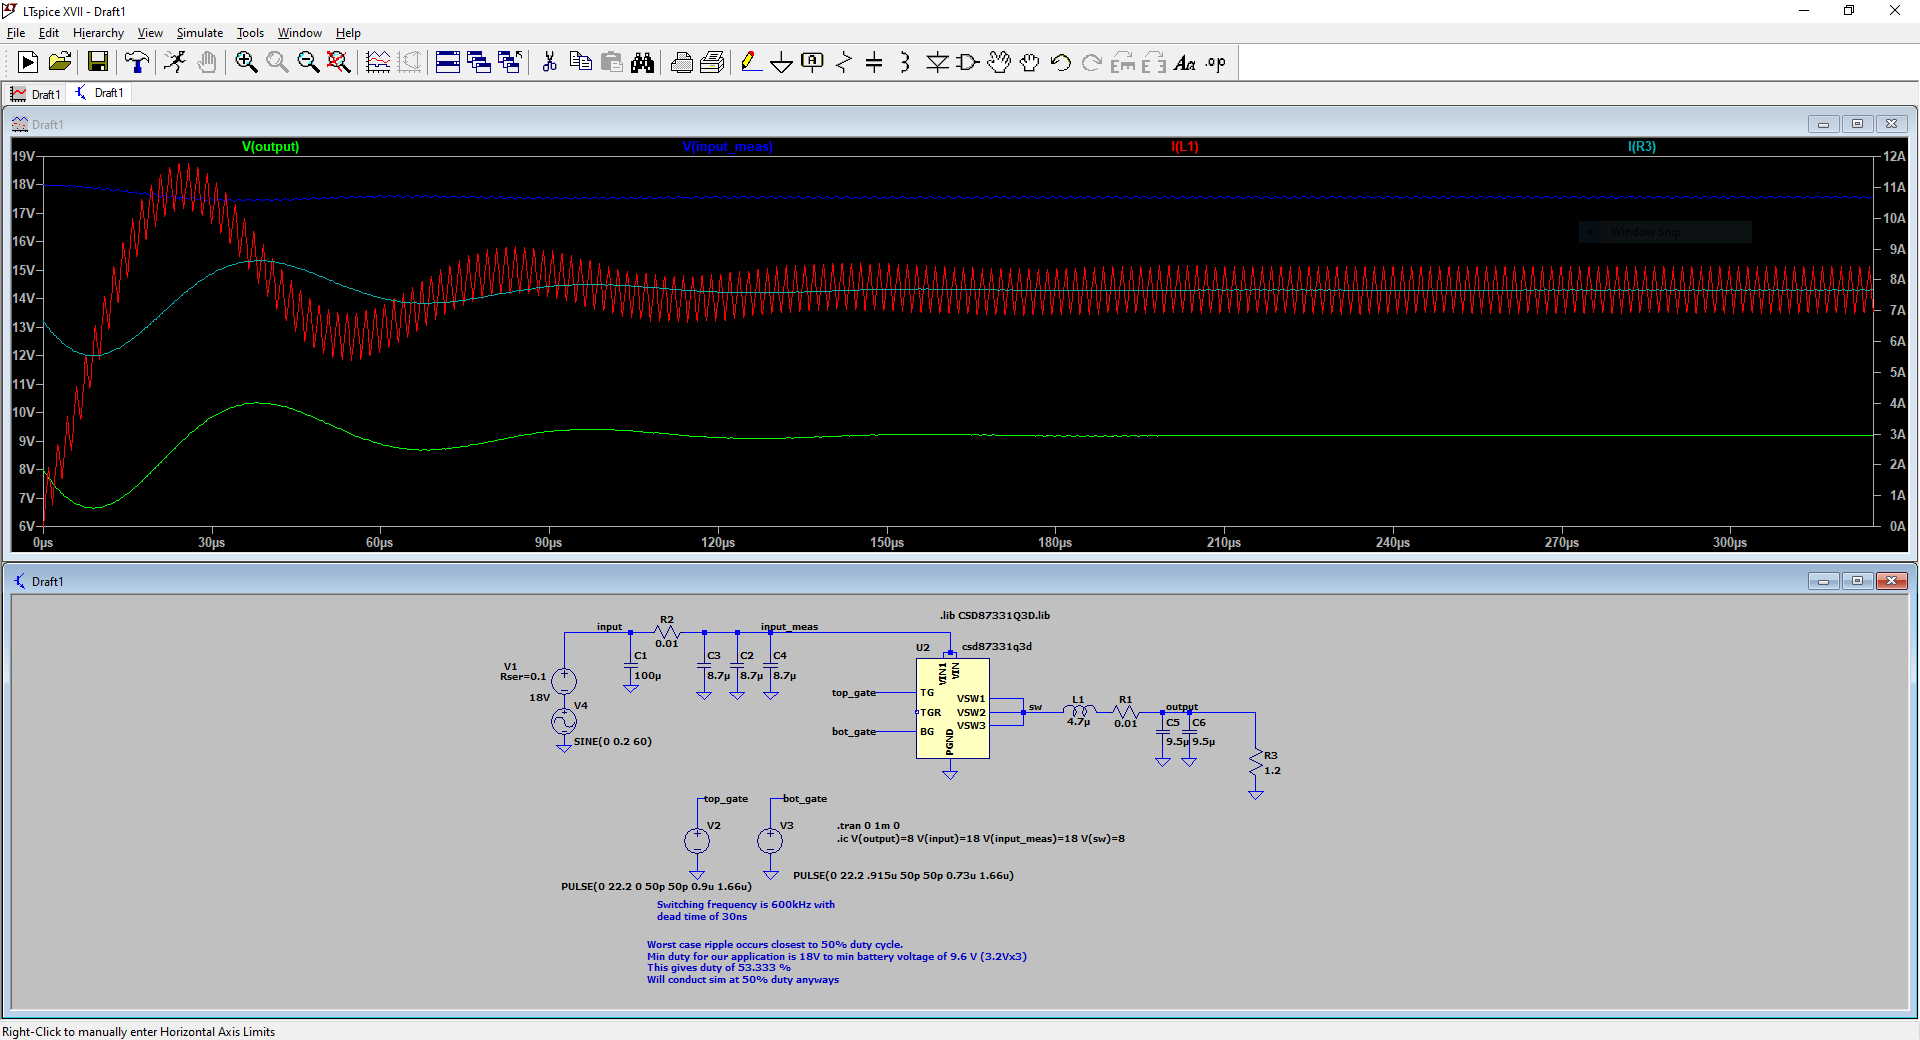 LTspice XVII - Draft1
File Edit Hierarchy View Simulate Tools Window Help
.op
Draft1 Draft1
Draft1
V(output) V(input_meas) I(L1) I(R3)
19V 12A
18V 11A
17V 10A
16V 9A
15V 8A
14V 7A
13V 6A
12V 5A
11V 4A
10V 3A
9V 2A
8V 1A
7V 0A
6V
Window Snip
0µs 30µs 60µs 90µs 120µs 150µs 180µs 210µs 240µs 270µs 300µs
Draft1
.lib CSD87331Q3D.lib
input
R2
0.01
input_meas
U2
csd87331q3d
V1
Rser=0.1
18V
C1
100µ
C3
8.7µ
C2
8.7µ
C4
8.7µ
V4
SINE(0 0.2 60)
top_gate
bot_gate
VIN1
VIN
TG
TGR
BG
VSW1
VSW2
VSW3
PGND
sw
L1
4.7µ
R1
0.01
output
C5
9.5µ
C6
9.5µ
R3
1.2
top_gate
V2
bot_gate
V3
.tran 0 1m 0
.ic V(output)=8 V(input)=18 V(input_meas)=18 V(sw)=8
PULSE(0 22.2 .915u 50p 50p 0.73u 1.66u)
PULSE(0 22.2 0 50p 50p 0.9u 1.66u)
Switching frequency is 600kHz with
dead time of 30ns
Worst case ripple occurs closest to 50% duty cycle.
Min duty for our application is 18V to min battery voltage of 9.6 V (3.2Vx3)
This gives duty of 53.333 %
Will conduct sim at 50% duty anyways
Right-Click to manually enter Horizontal Axis Limits